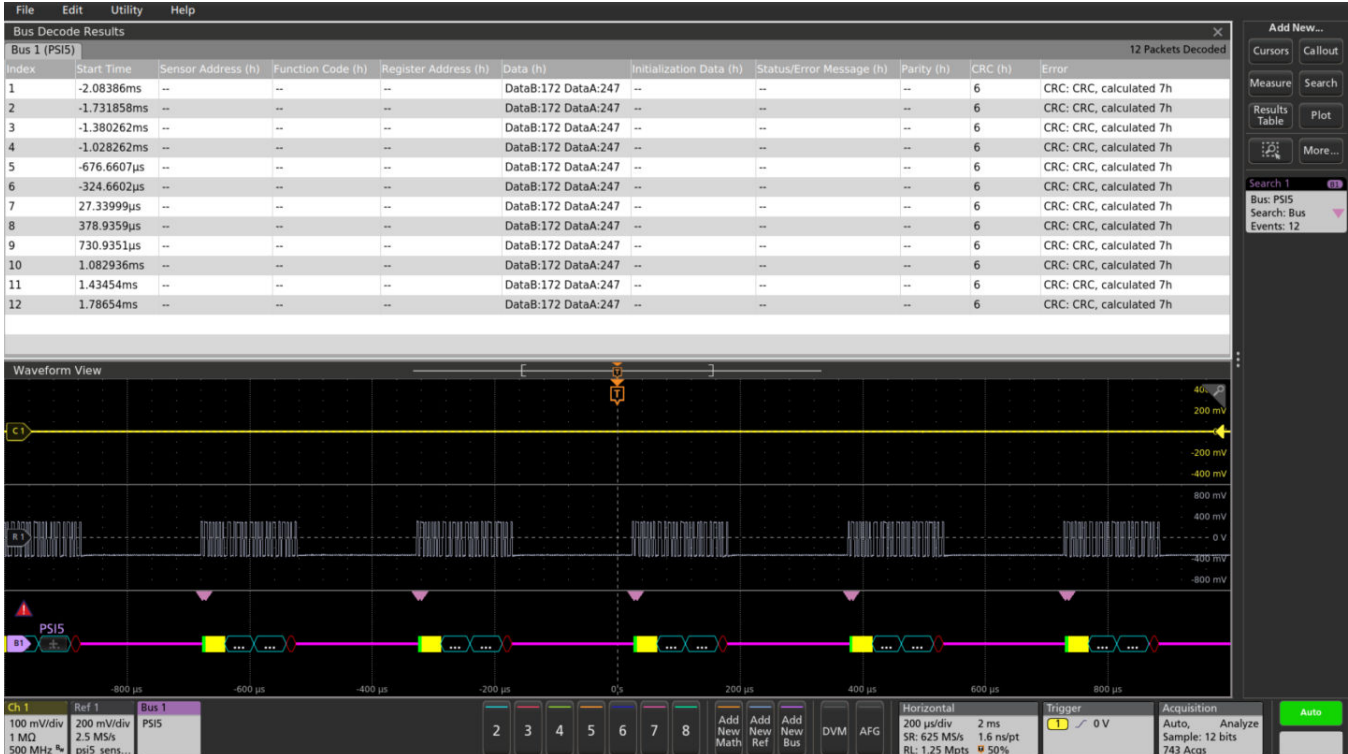 File Edit Utility Help
Bus Decode Results
Bus 1 (PSI5) 12 Packets Decoded
Index Start Time Sensor Address (h) Function Code (h) Register Address (h) Data (h) Initialization Data (h) Status/Error Message (h) Parity (h) CRC (h) Error
1 -2.08386ms -- -- -- DataB:172 DataA:247 -- -- -- 6 CRC: CRC, calculated 7h
2 -1.731858ms -- -- -- DataB:172 DataA:247 -- -- -- 6 CRC: CRC, calculated 7h
3 -1.380262ms -- -- -- DataB:172 DataA:247 -- -- -- 6 CRC: CRC, calculated 7h
4 -1.028262ms -- -- -- DataB:172 DataA:247 -- -- -- 6 CRC: CRC, calculated 7h
5 -676.6607µs -- -- -- DataB:172 DataA:247 -- -- -- 6 CRC: CRC, calculated 7h
6 -324.6602µs -- -- -- DataB:172 DataA:247 -- -- -- 6 CRC: CRC, calculated 7h
7 27.33999µs -- -- -- DataB:172 DataA:247 -- -- -- 6 CRC: CRC, calculated 7h
8 378.9359µs -- -- -- DataB:172 DataA:247 -- -- -- 6 CRC: CRC, calculated 7h
9 730.9351µs -- -- -- DataB:172 DataA:247 -- -- -- 6 CRC: CRC, calculated 7h
10 1.082936ms -- -- -- DataB:172 DataA:247 -- -- -- 6 CRC: CRC, calculated 7h
11 1.43454ms -- -- -- DataB:172 DataA:247 -- -- -- 6 CRC: CRC, calculated 7h
12 1.78654ms -- -- -- DataB:172 DataA:247 -- -- -- 6 CRC: CRC, calculated 7h
Add New...
Cursors Callout
Measure Search
Results Table Plot
More...
Search 1 B1
Bus: PSI5
Search: Bus
Events: 12
Waveform View
T
T
200 mV
C1
-200 mV
-400 mV
800 mV
400 mV
R1 0 V
-400 mV
-800 mV
PSI5
B1 ... ... ... ... ... ... ... ... ... ...
-800 µs -600 µs -400 µs -200 µs 0 s 200 µs 400 µs 600 µs 800 µs
Ch 1
100 mV/div
1 MΩ
500 MHz
Ref 1
200 mV/div
2.5 MS/s
psi5_sens...
Bus 1
PSI5
2 3 4 5 6 7 8
Add New Math
Add New Ref
Add New Bus
DVM AFG
Horizontal
200 µs/div 2 ms
SR: 625 MS/s 1.6 ns/pt
RL: 1.25 Mpts 50%
Trigger
1 0 V
Acquisition
Auto, Analyze
Sample: 12 bits
743 Acqs
Auto